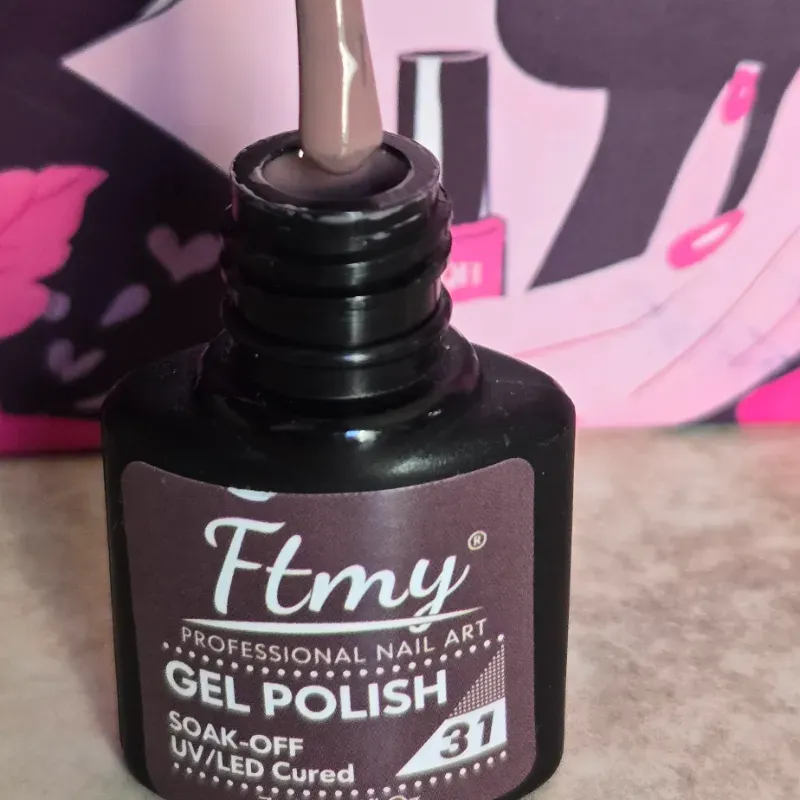 Ftmy®
PROFESSIONAL NAIL ART
GEL POLISH
31
SOAK-OFF
UV/LED Cured